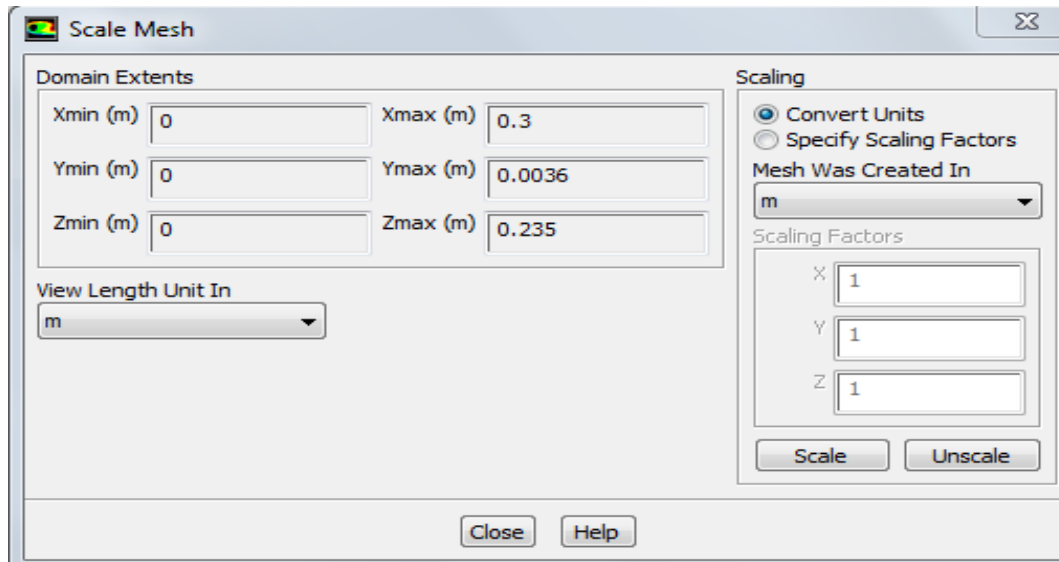 Scale Mesh
Domain Extents
Xmin (m) 0 Xmax (m) 0.3
Ymin (m) 0 Ymax (m) 0.0036
Zmin (m) 0 Zmax (m) 0.235
View Length Unit In
m
Scaling
Convert Units
Specify Scaling Factors
Mesh Was Created In
m
Scaling Factors
X 1
Y 1
Z 1
Scale Unscale
Close Help